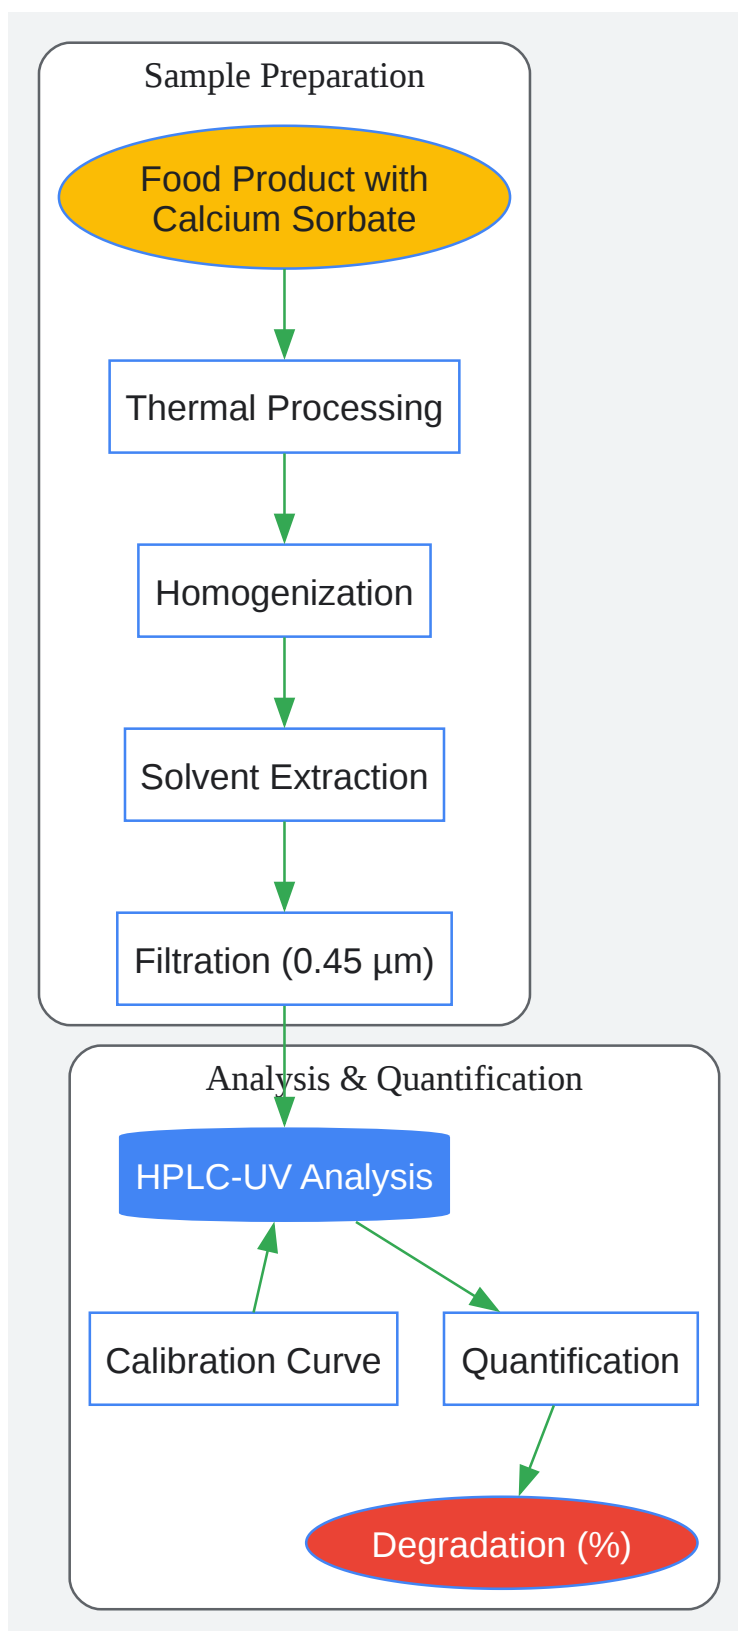 Sample Preparation
Food Product with
Calcium Sorbate
Thermal Processing
Homogenization
Solvent Extraction
Filtration (0.45 µm)
Analysis & Quantification
HPLC-UV Analysis
Calibration Curve
Quantification
Degradation (%)